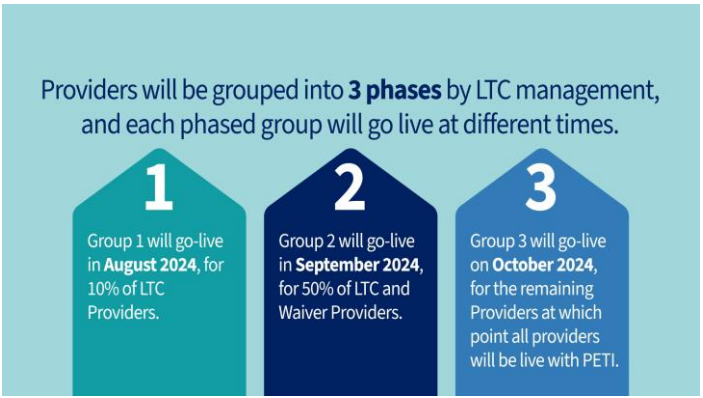 Providers will be grouped into 3 phases by LTC management,
and each phased group will go live at different times.
1
Group 1 will go-live
in August 2024, for
10% of LTC
Providers.
2
Group 2 will go-live
in September 2024,
for 50% of LTC and
Waiver Providers.
3
Group 3 will go-live
on October 2024,
for the remaining
Providers at which
point all providers
will be live with PETI.